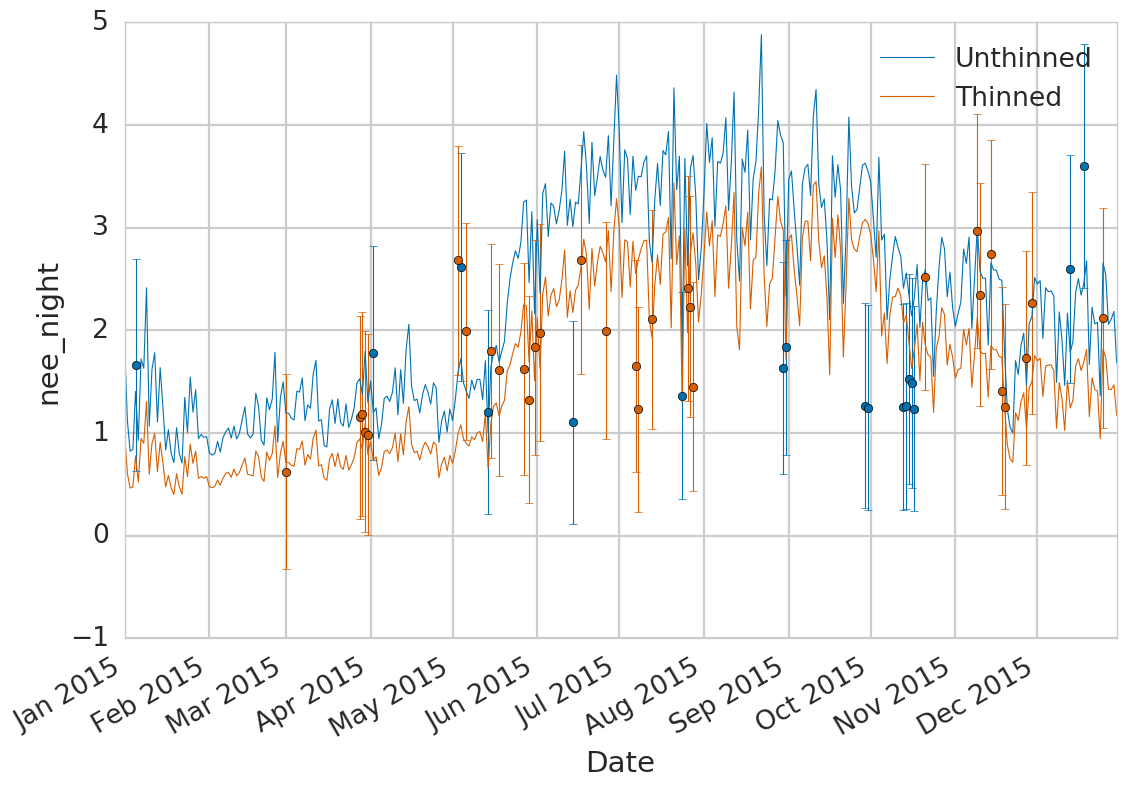 5
4
3
2
1
0
−1
nee_night
Unthinned
Thinned
Jan 2015
Feb 2015
Mar 2015
Apr 2015
May 2015
Jun 2015
Jul 2015
Aug 2015
Sep 2015
Oct 2015
Nov 2015
Dec 2015
Date